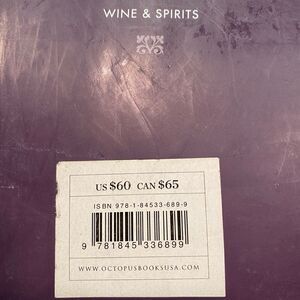 WINE & SPIRITS
US $60 CAN $65
ISBN 978-1-84533-689-9
9 781845 336899
WWW.OCTOPUSBOOKSUSA.COM